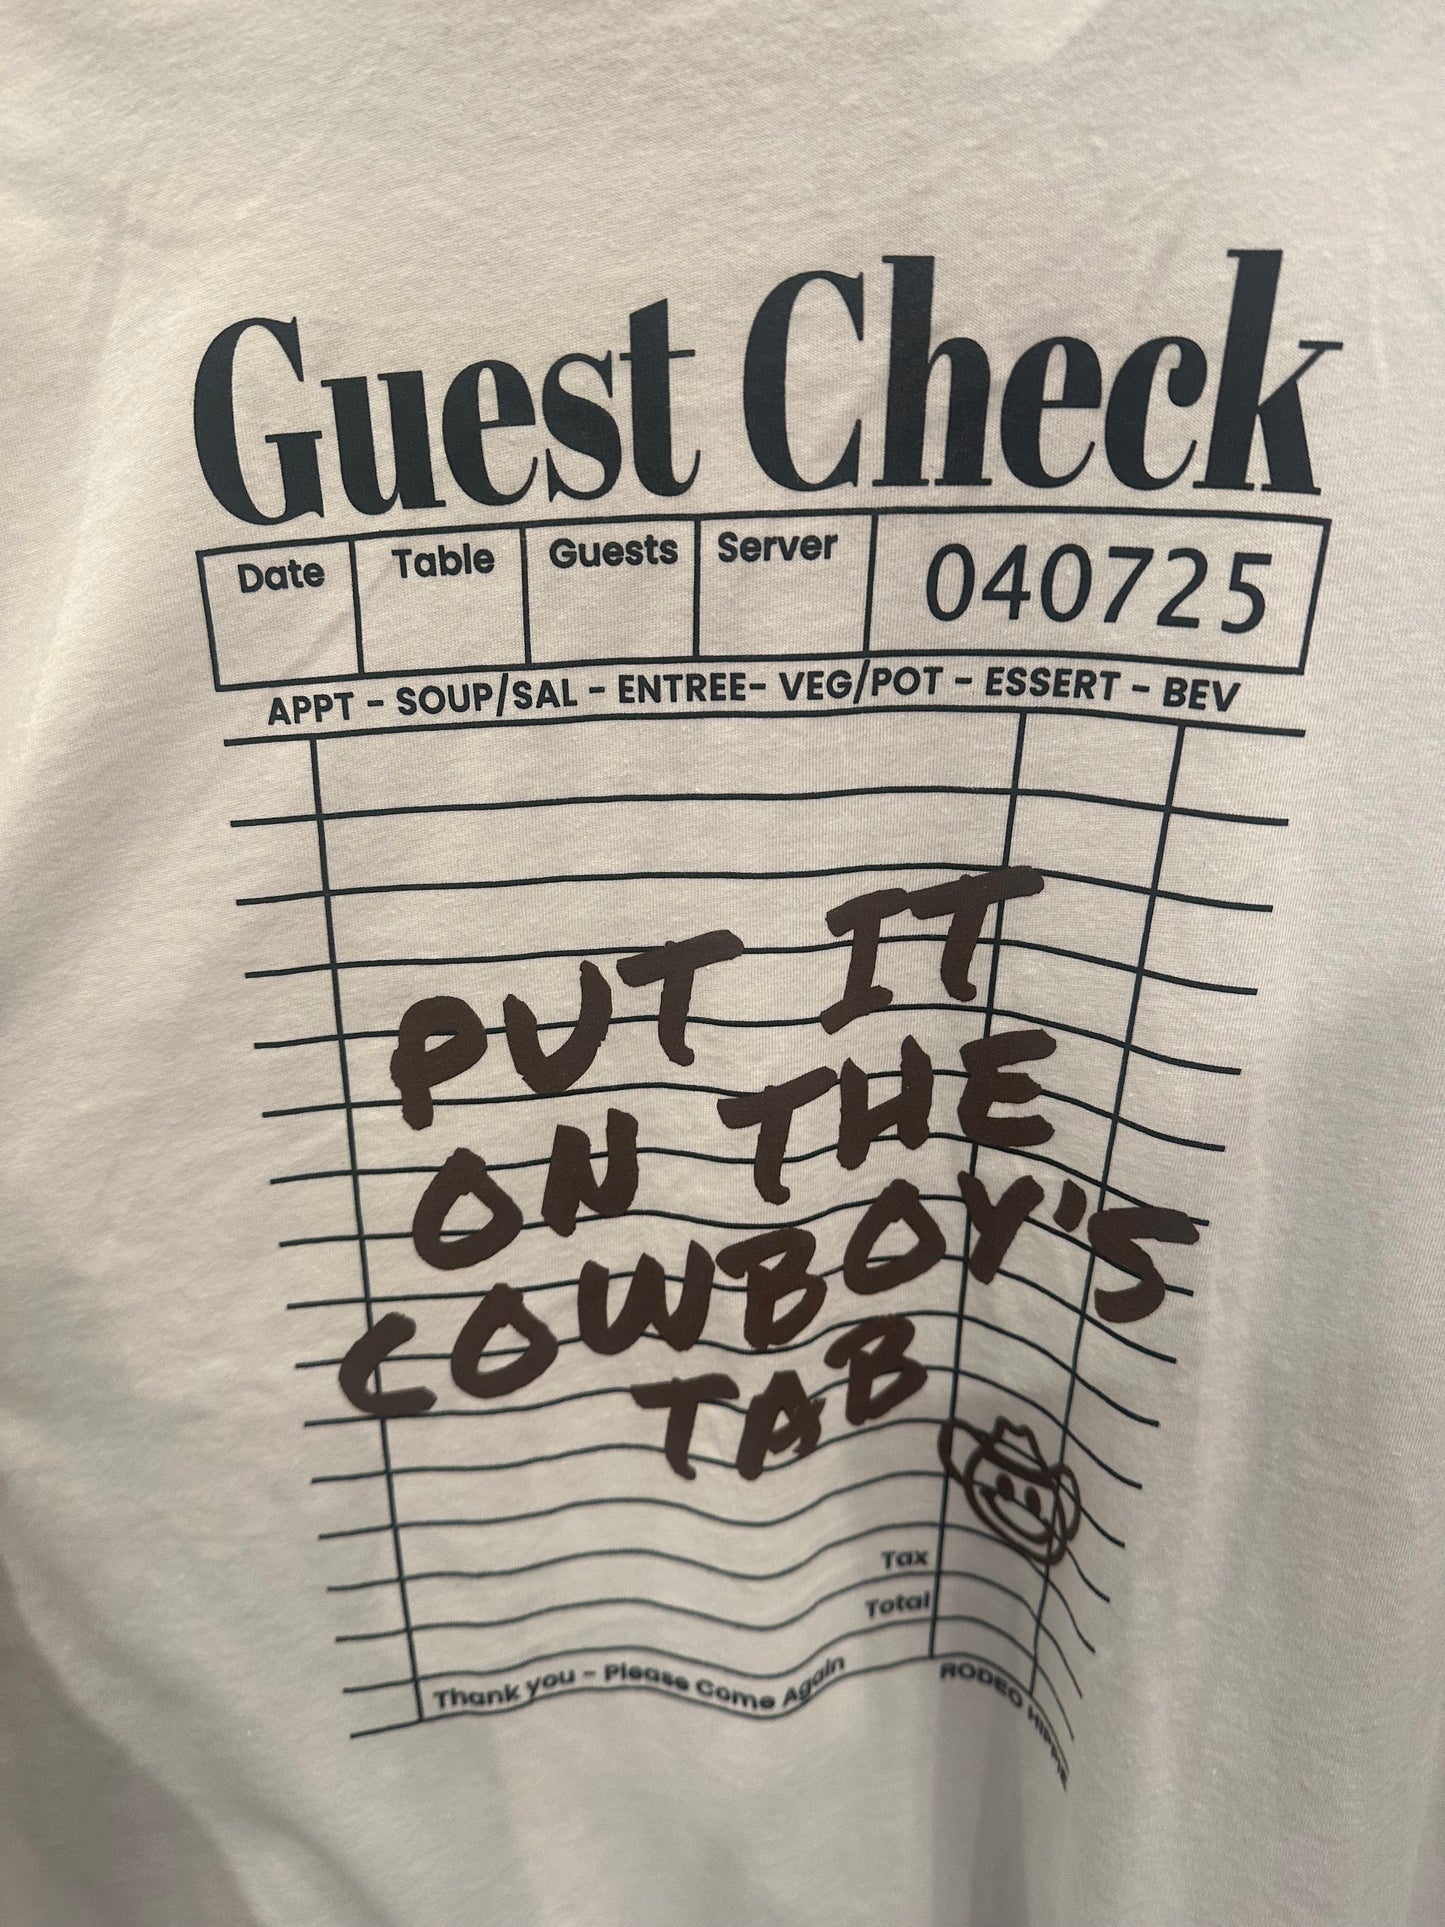 Guest Check
Date Table Guests Server 040725
APPT - SOUP/SAL - ENTREE- VEG/POT - ESSERT - BEV
PUT IT
ON THE
COWBOY'S
TAB
Tax
Total
Thank you - Please Come Again RODEO HIPPIE